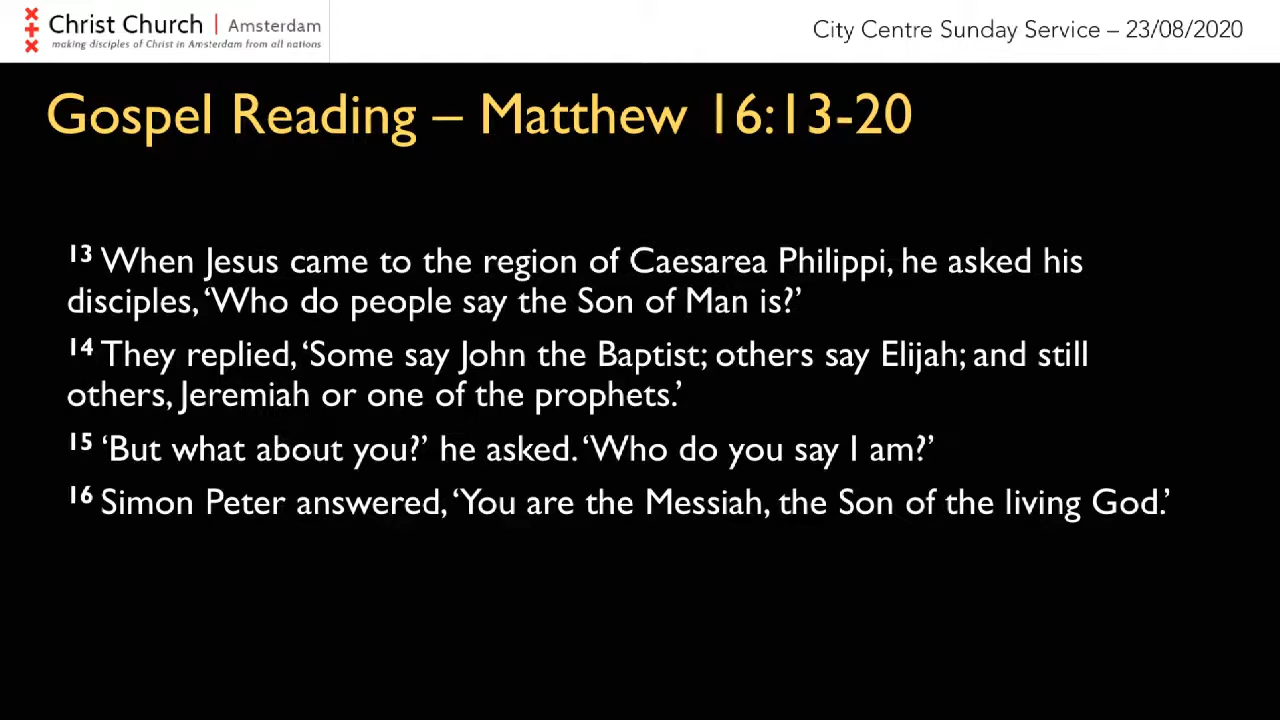 Christ Church | Amsterdam
making disciples of Christ in Amsterdam from all nations
City Centre Sunday Service – 23/08/2020
Gospel Reading – Matthew 16:13-20
13 When Jesus came to the region of Caesarea Philippi, he asked his
disciples, ‘Who do people say the Son of Man is?’
14 They replied, ‘Some say John the Baptist; others say Elijah; and still
others, Jeremiah or one of the prophets.’
15 ‘But what about you?’ he asked. ‘Who do you say I am?’
16 Simon Peter answered, ‘You are the Messiah, the Son of the living God.’